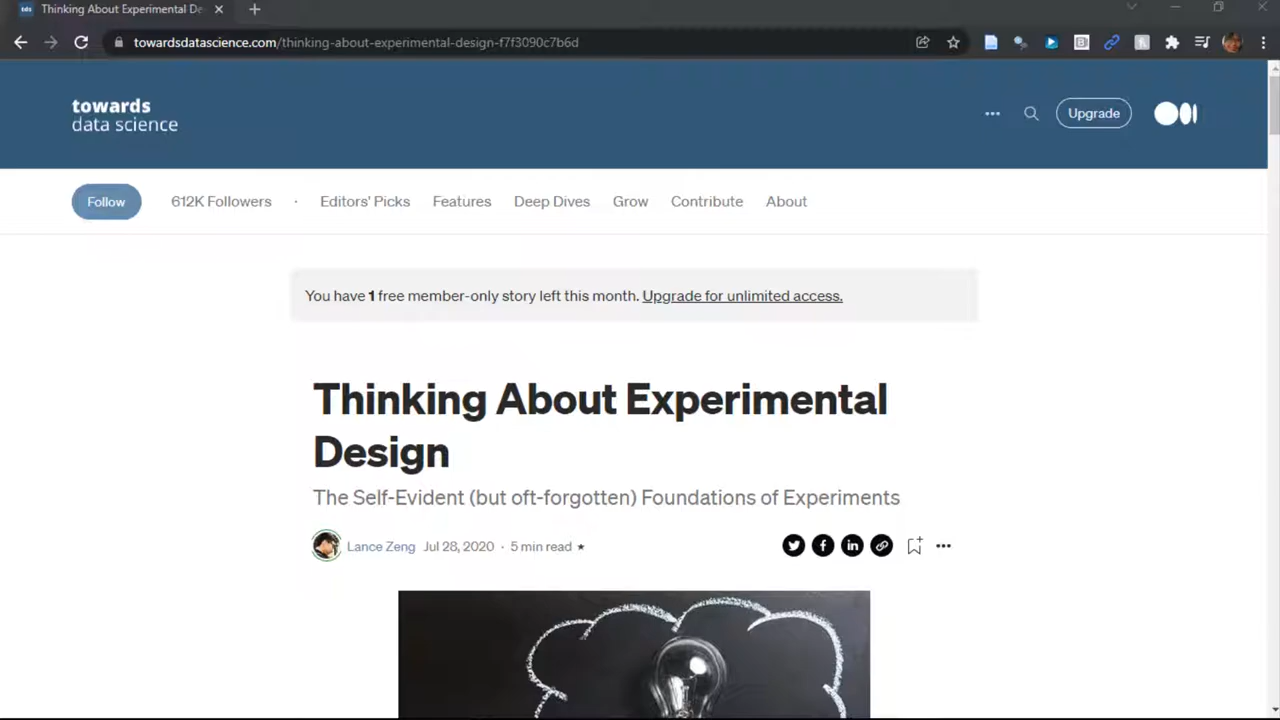 tds Thinking About Experimental De
towardsdatascience.com/thinking-about-experimental-design-f7f3090c7b6d
towards
data science
Upgrade
Follow 612K Followers · Editors' Picks Features Deep Dives Grow Contribute About
You have 1 free member-only story left this month. Upgrade for unlimited access.
Thinking About Experimental
Design
The Self-Evident (but oft-forgotten) Foundations of Experiments
Lance Zeng Jul 28, 2020 · 5 min read